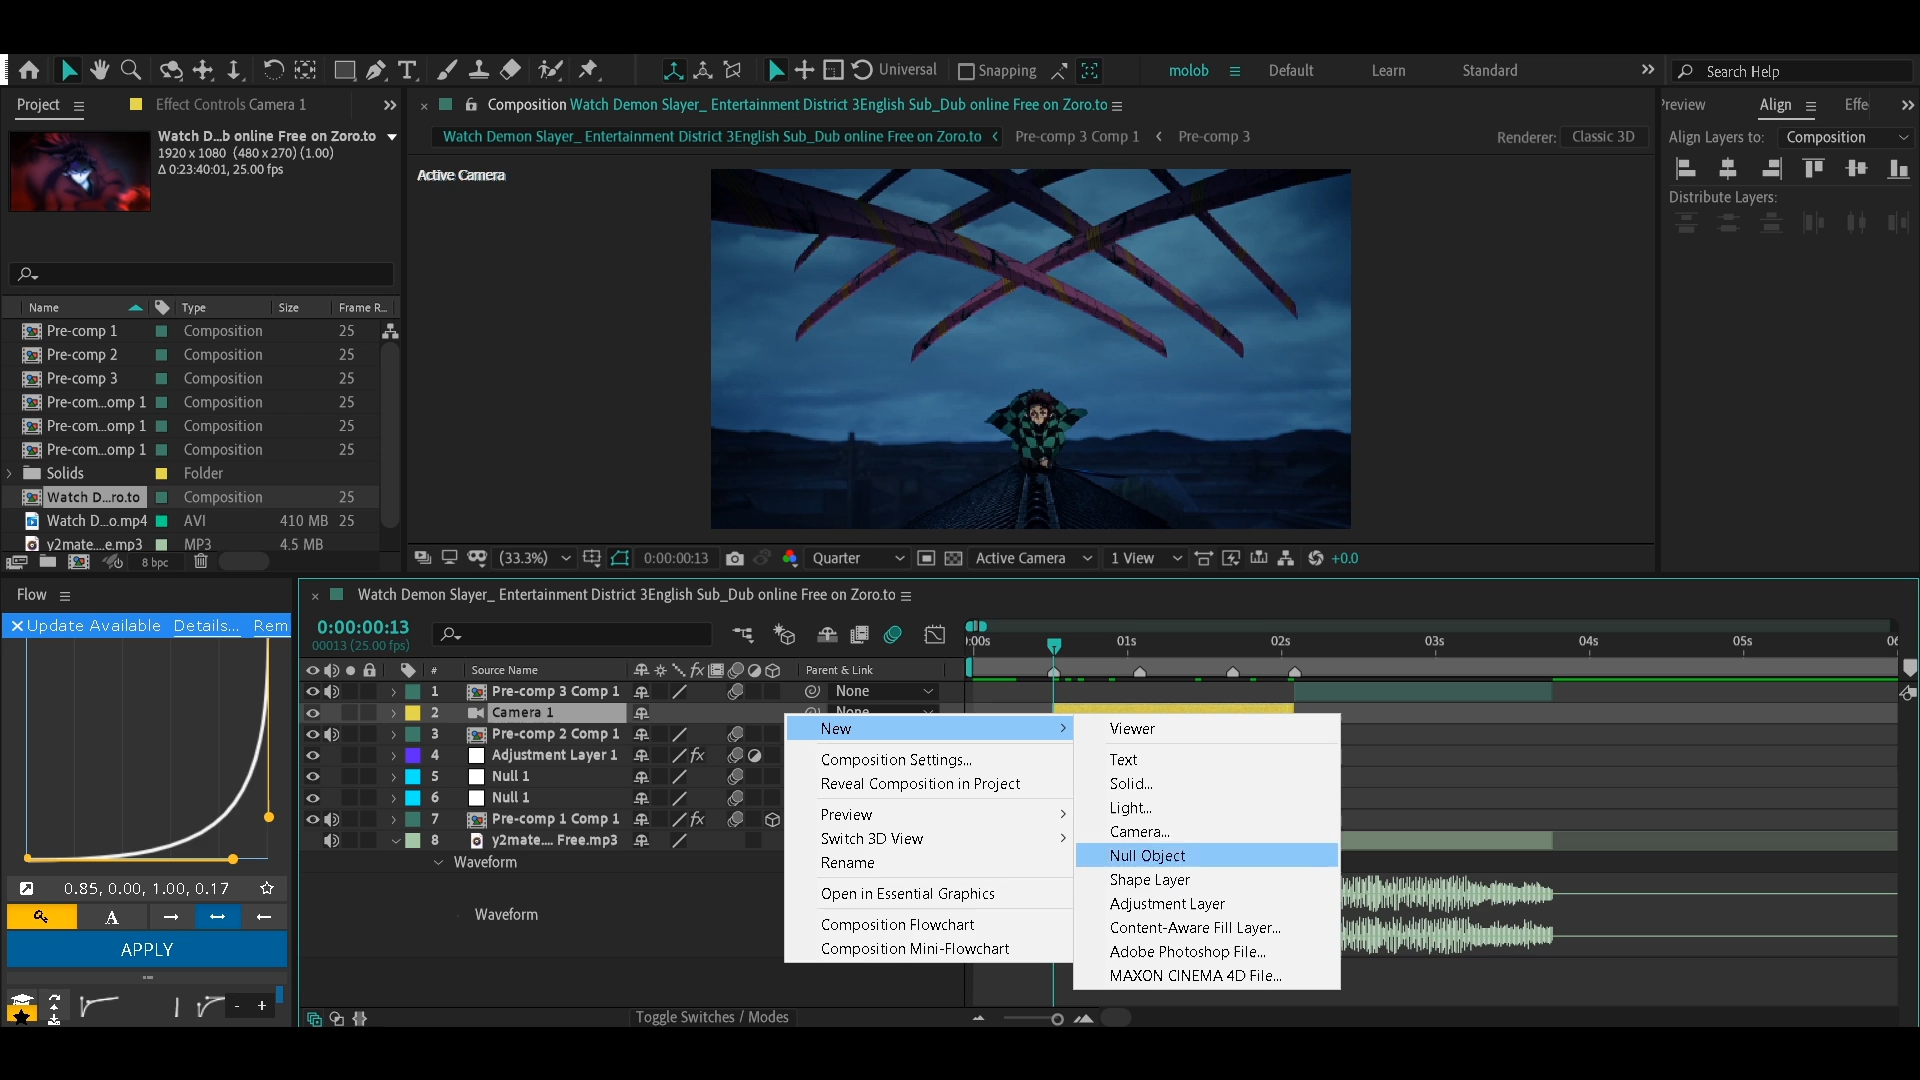 Universal
Snapping
molob
Default
Learn
Standard
Search Help
Project
Effect Controls Camera 1
Composition Watch Demon Slayer_ Entertainment District 3English Sub_Dub online Free on Zoro.to
Preview
Align
Effe
Watch D...b online Free on Zoro.to
1920 x 1080 (480 x 270) (1.00)
Δ 0:23:40:01, 25.00 fps
Watch Demon Slayer_ Entertainment District 3English Sub_Dub online Free on Zoro.to
Pre-comp 3 Comp 1
Pre-comp 3
Renderer:
Classic 3D
Align Layers to:
Composition
Active Camera
Distribute Layers:
Name
Type
Size
Frame R...
Pre-comp 1
Composition
25
Pre-comp 2
Composition
25
Pre-comp 3
Composition
25
Pre-com...omp 1
Composition
25
Pre-com...omp 1
Composition
25
Pre-com...omp 1
Composition
25
Solids
Folder
Watch D...ro.to
Composition
25
Watch D...o.mp4
AVI
410 MB
25
y2mate....e.mp3
MP3
4.5 MB
8 bpc
(33.3%)
0:00:00:13
Quarter
Active Camera
1 View
+0.0
Flow
Update Available
Details...
Rem
0.85, 0.00, 1.00, 0.17
A
APPLY
-
+
Watch Demon Slayer_ Entertainment District 3English Sub_Dub online Free on Zoro.to
0:00:00:13
00013 (25.00 fps)
:00s
01s
02s
03s
04s
05s
06
#
Source Name
fx
Parent & Link
1
Pre-comp 3 Comp 1
None
2
Camera 1
None
3
Pre-comp 2 Comp 1
4
Adjustment Layer 1
fx
5
Null 1
6
Null 1
7
Pre-comp 1 Comp 1
fx
8
y2mate.... Free.mp3
Waveform
Waveform
Toggle Switches / Modes
New
Composition Settings...
Reveal Composition in Project
Preview
Switch 3D View
Rename
Open in Essential Graphics
Composition Flowchart
Composition Mini-Flowchart
Viewer
Text
Solid...
Light...
Camera...
Null Object
Shape Layer
Adjustment Layer
Content-Aware Fill Layer...
Adobe Photoshop File...
MAXON CINEMA 4D File...